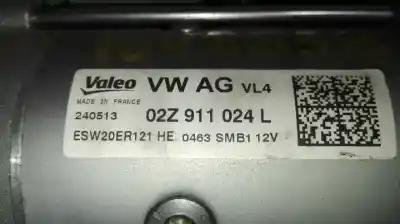 Valeo VW AG VL4
MADE IN FRANCE
240513 02Z 911 024 L
ESW20ER121 HE 0463 SMB1 12V